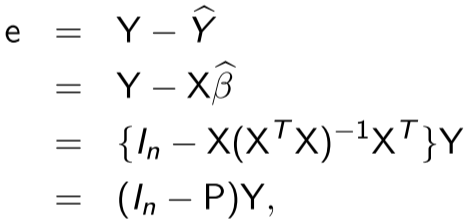 e = Y − Ŷ
= Y − Xβ̂
= {Iₙ − X(XᵀX)⁻¹Xᵀ}Y
= (Iₙ − P)Y,